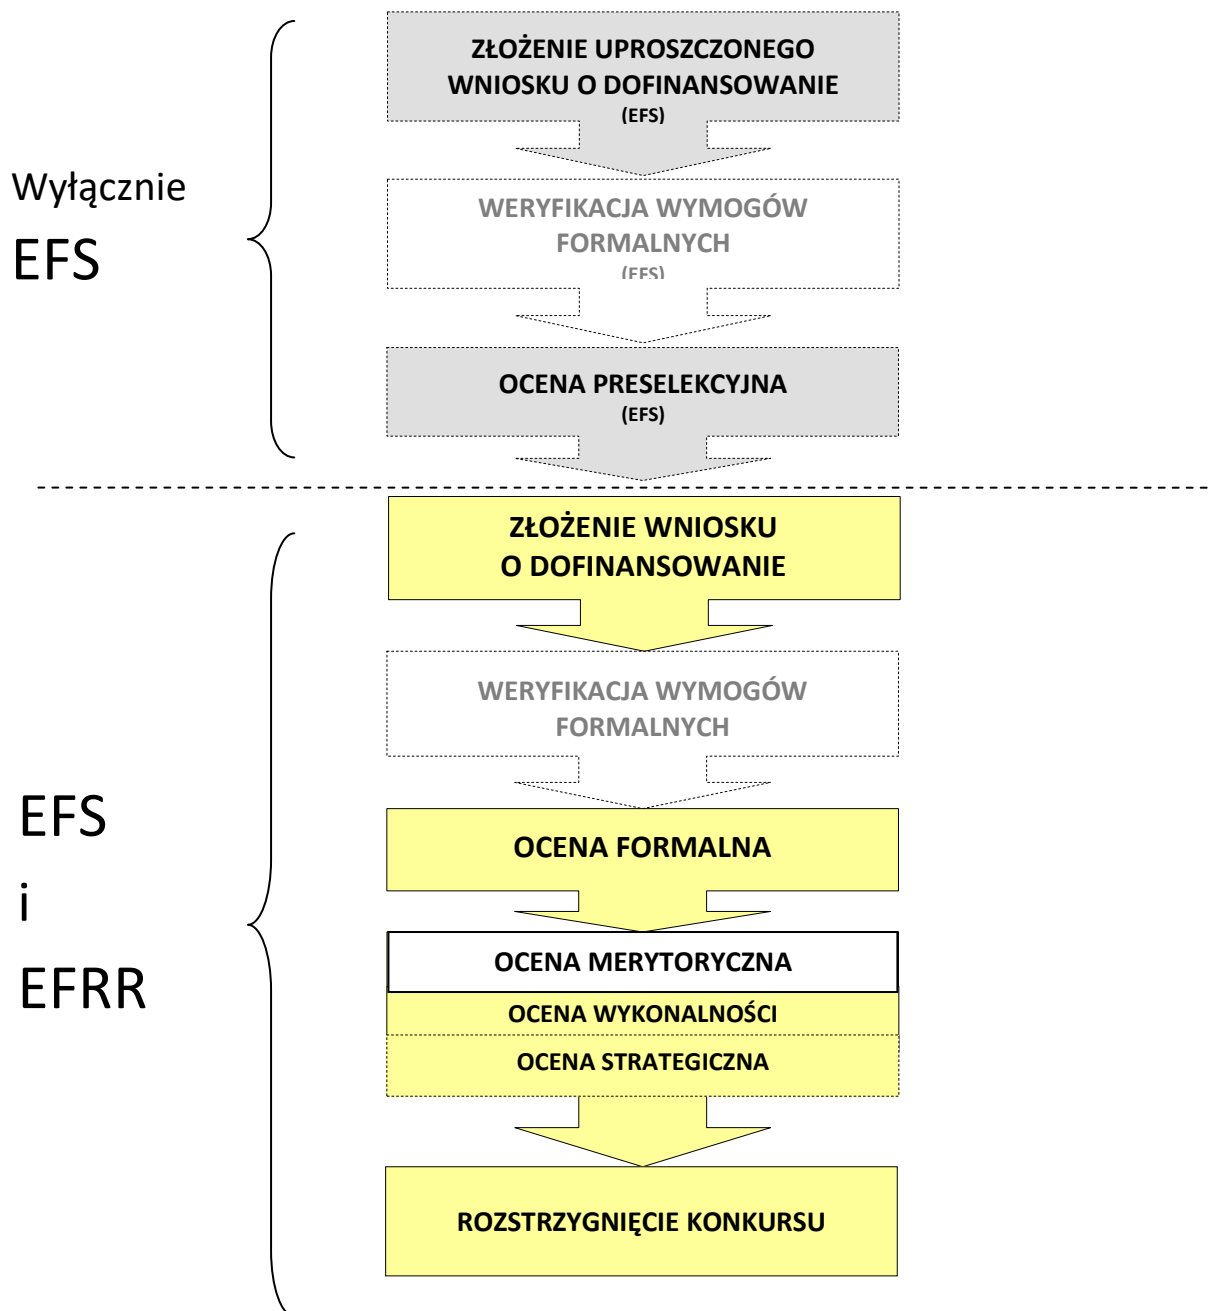 ZŁOŻENIE UPROSZCZONEGO
WNIOSKU O DOFINANSOWANIE
(EFS)
Wyłącznie
EFS
WERYFIKACJA WYMOGÓW
FORMALNYCH
(EFS)
OCENA PRESELEKCYJNA
(EFS)
ZŁOŻENIE WNIOSKU
O DOFINANSOWANIE
WERYFIKACJA WYMOGÓW
FORMALNYCH
EFS
i
EFRR
OCENA FORMALNA
OCENA MERYTORYCZNA
OCENA WYKONALNOŚCI
OCENA STRATEGICZNA
ROZSTRZYGNIĘCIE KONKURSU